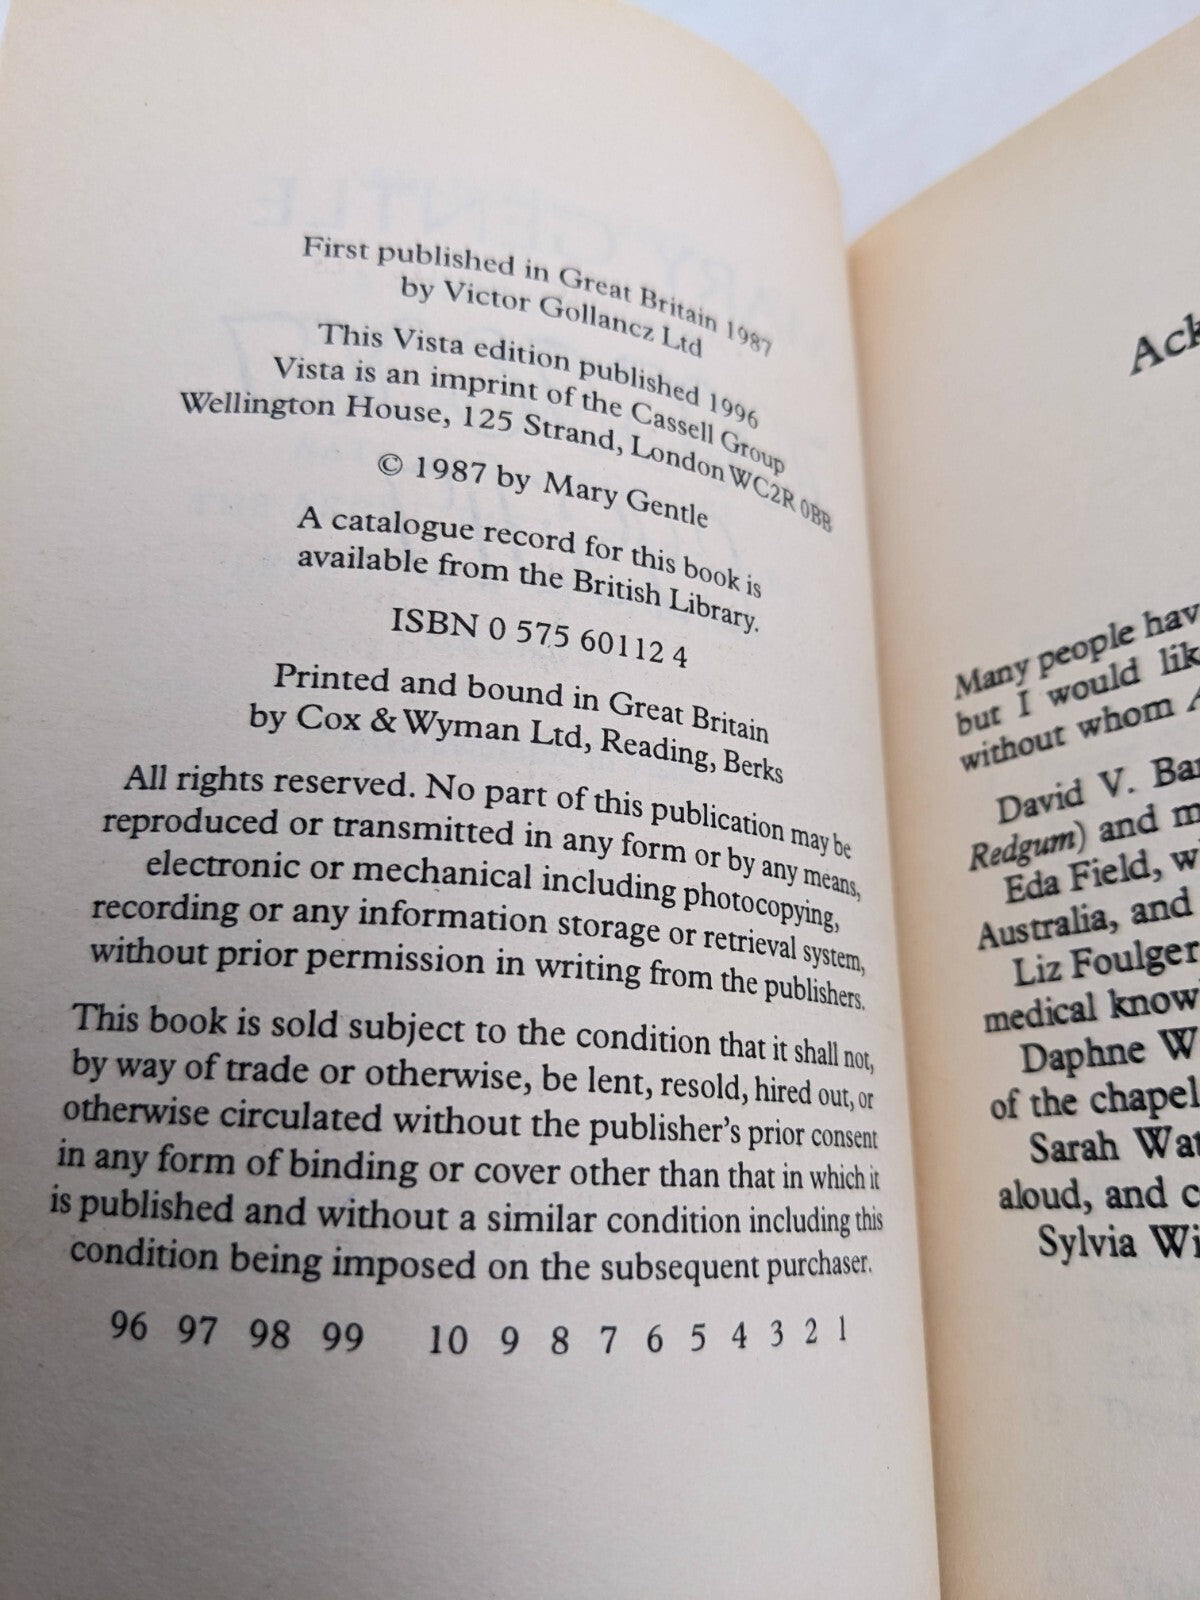 First published in Great Britain 1987
by Victor Gollancz Ltd
This Vista edition published 1996
Vista is an imprint of the Cassell Group
Wellington House, 125 Strand, London WC2R 0BB
© 1987 by Mary Gentle
A catalogue record for this book is
available from the British Library.
ISBN 0 575 60112 4
Printed and bound in Great Britain
by Cox & Wyman Ltd, Reading, Berks
All rights reserved. No part of this publication may be
reproduced or transmitted in any form or by any means,
electronic or mechanical including photocopying,
recording or any information storage or retrieval system,
without prior permission in writing from the publishers.
This book is sold subject to the condition that it shall not,
by way of trade or otherwise, be lent, resold, hired out, or
otherwise circulated without the publisher's prior consent
in any form of binding or cover other than that in which it
is published and without a similar condition including this
condition being imposed on the subsequent purchaser.
96 97 98 99 10 9 8 7 6 5 4 3 2 1
Ack
Many people hav
but I would lik
without whom A
David V. Bar
Redgum) and m
Eda Field, w
Australia, and
Liz Foulger
medical know
Daphne W
of the chapel
Sarah Wat
aloud, and c
Sylvia Wi